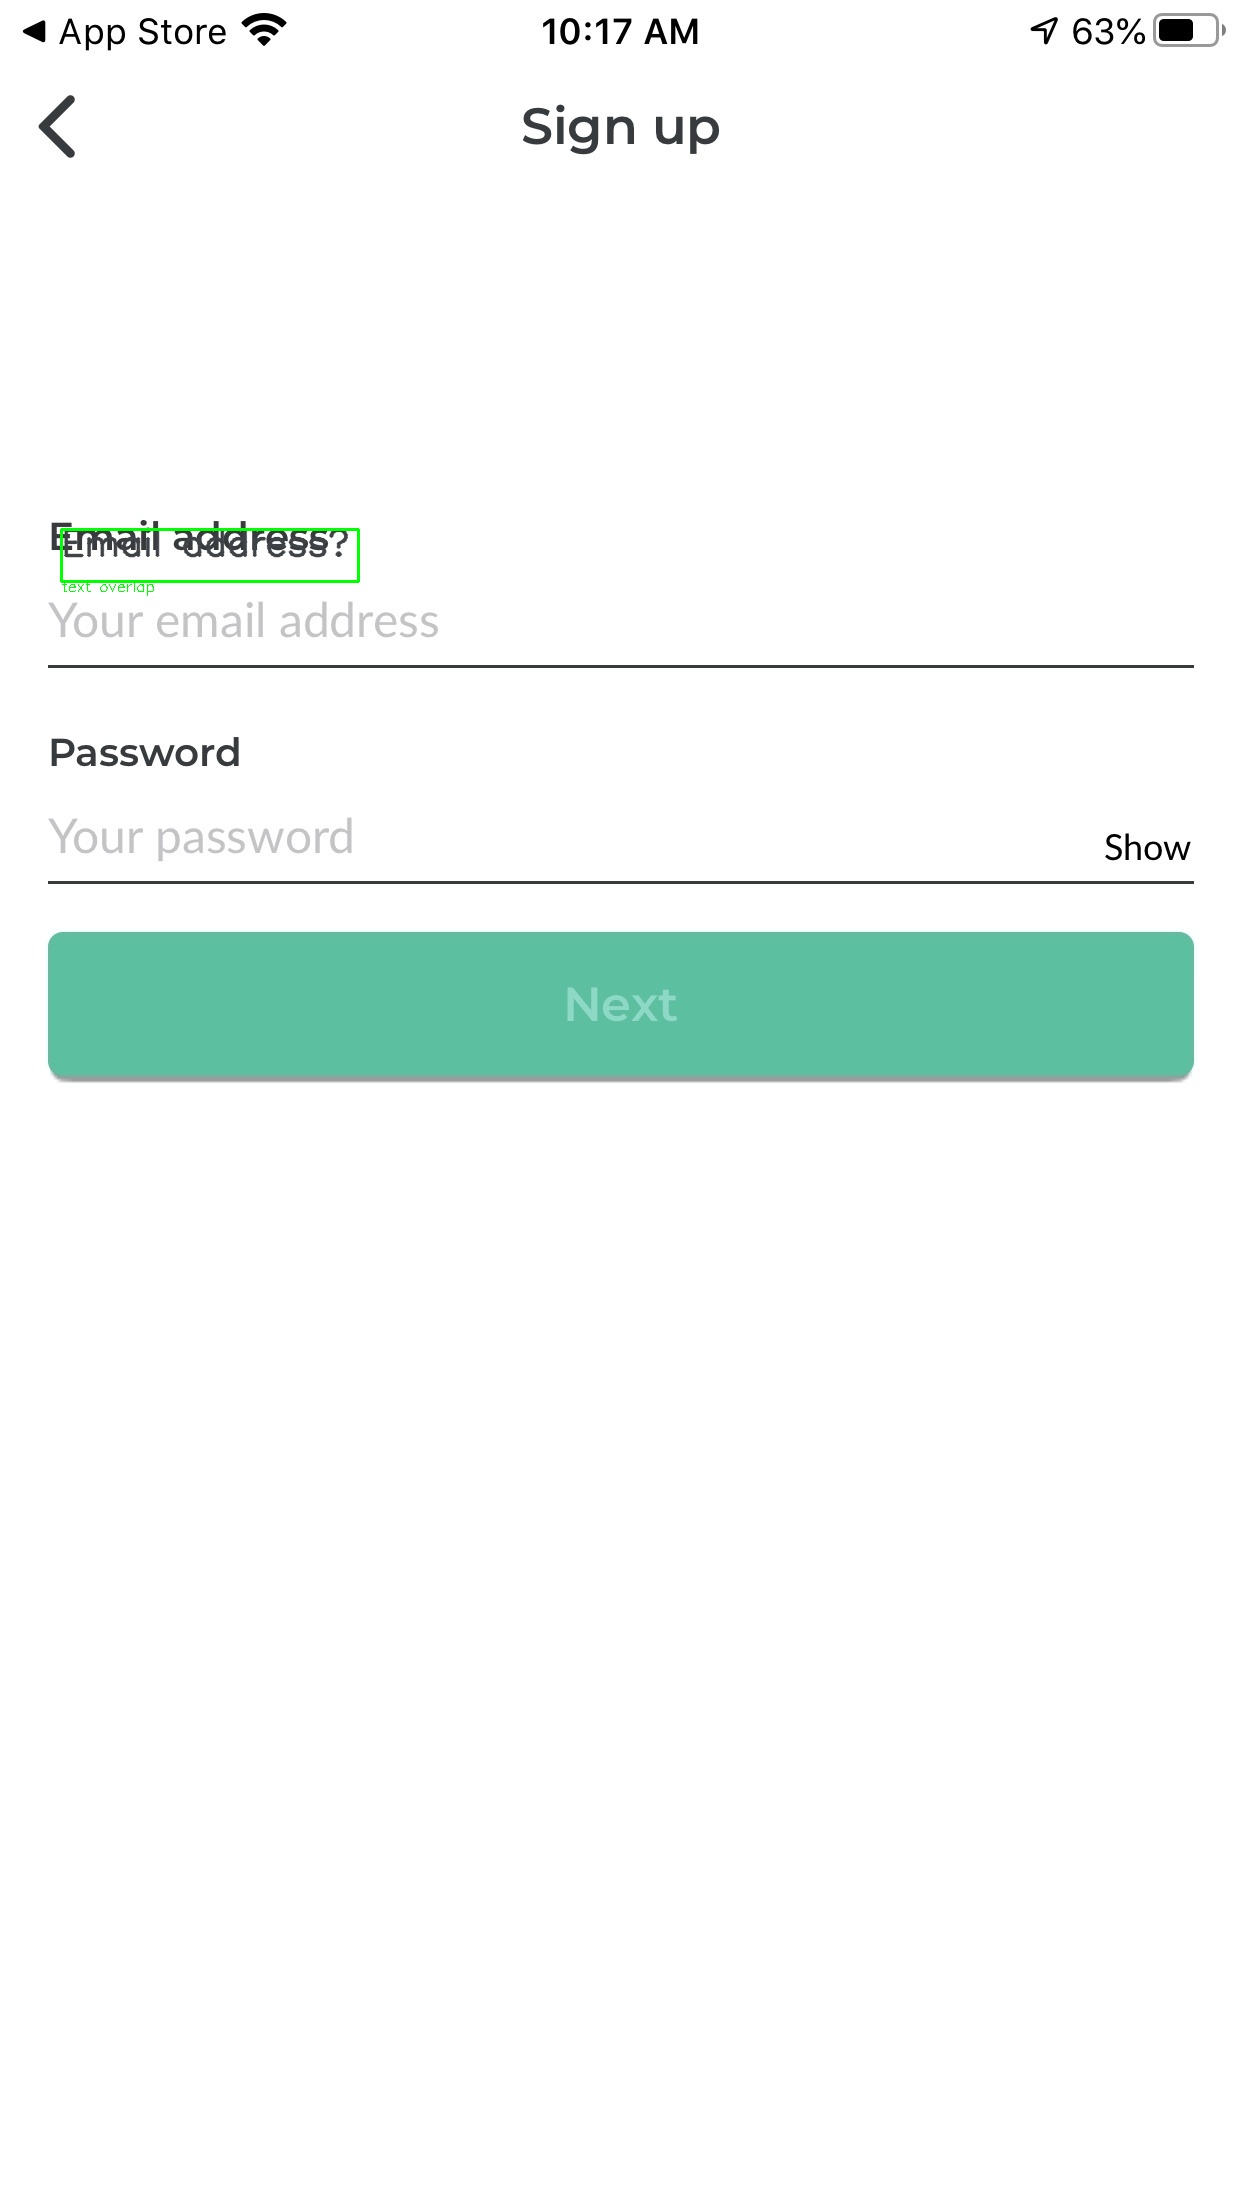 App Store 10:17 AM 63%
Sign up
Email address
Email address?
text overlap
Your email address
Password
Your password
Show
Next